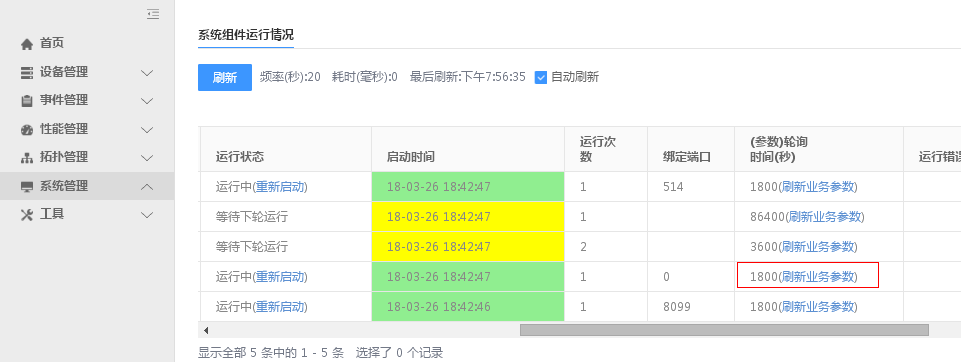 首页
设备管理
事件管理
性能管理
拓扑管理
系统管理
工具
系统组件运行情况
刷新 频率(秒):20 耗时(毫秒):0 最后刷新:下午7:56:35 自动刷新
运行状态 启动时间 运行次数 绑定端口 (参数)轮询时间(秒) 运行错误
运行中(重新启动) 18-03-26 18:42:47 1 514 1800(刷新业务参数)
等待下轮运行 18-03-26 18:42:47 1 86400(刷新业务参数)
等待下轮运行 18-03-26 18:42:47 2 3600(刷新业务参数)
运行中(重新启动) 18-03-26 18:42:47 1 0 1800(刷新业务参数)
运行中(重新启动) 18-03-26 18:42:46 1 8099 1800(刷新业务参数)
显示全部 5 条中的 1 - 5 条 选择了 0 个记录